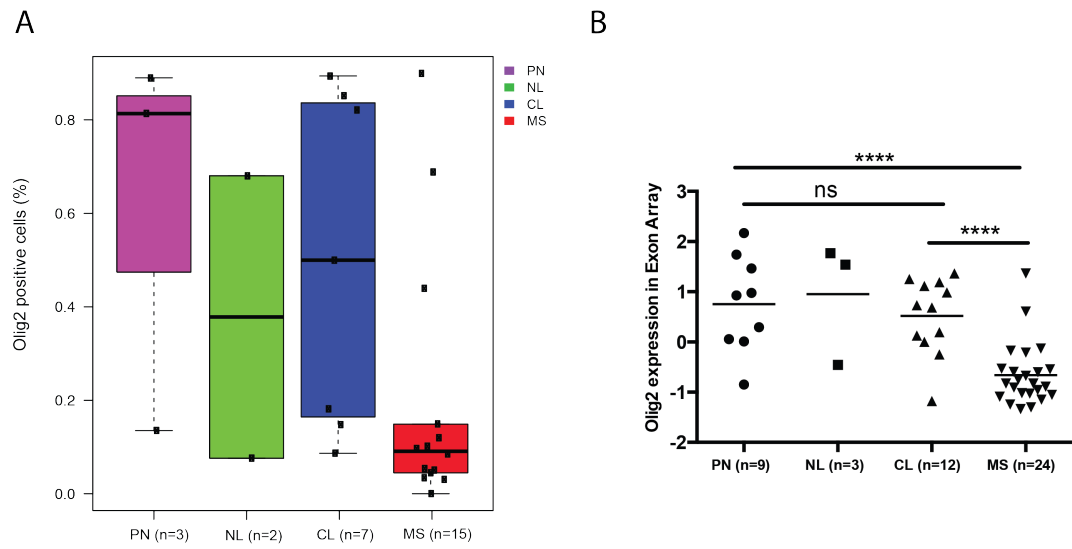 A
Olig2 positive cells (%)
0.8
0.6
0.4
0.2
0.0
PN (n=3)
NL (n=2)
CL (n=7)
MS (n=15)
PN
NL
CL
MS
B
Olig2 expression in Exon Array
3
2
1
0
-1
-2
****
ns
****
PN (n=9)
NL (n=3)
CL (n=12)
MS (n=24)